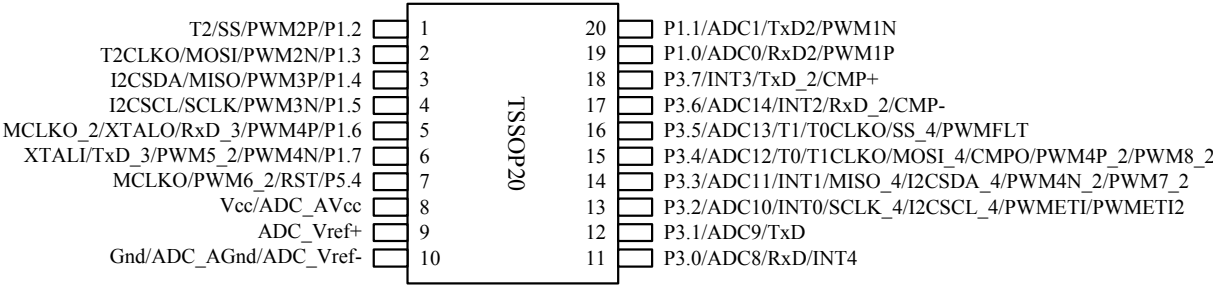 T2/SS/PWM2P/P1.2 1 20 P1.1/ADC1/TxD2/PWM1N
T2CLKO/MOSI/PWM2N/P1.3 2 19 P1.0/ADC0/RxD2/PWM1P
I2CSDA/MISO/PWM3P/P1.4 3 18 P3.7/INT3/TxD_2/CMP+
I2CSCL/SCLK/PWM3N/P1.5 4 17 P3.6/ADC14/INT2/RxD_2/CMP-
MCLKO_2/XTALO/RxD_3/PWM4P/P1.6 5 16 P3.5/ADC13/T1/T0CLKO/SS_4/PWMFLT
XTALI/TxD_3/PWM5_2/PWM4N/P1.7 6 15 P3.4/ADC12/T0/T1CLKO/MOSI_4/CMPO/PWM4P_2/PWM8_2
MCLKO/PWM6_2/RST/P5.4 7 14 P3.3/ADC11/INT1/MISO_4/I2CSDA_4/PWM4N_2/PWM7_2
Vcc/ADC_AVcc 8 13 P3.2/ADC10/INT0/SCLK_4/I2CSCL_4/PWMETI/PWMETI2
ADC_Vref+ 9 12 P3.1/ADC9/TxD
Gnd/ADC_AGnd/ADC_Vref- 10 11 P3.0/ADC8/RxD/INT4
TSSOP20